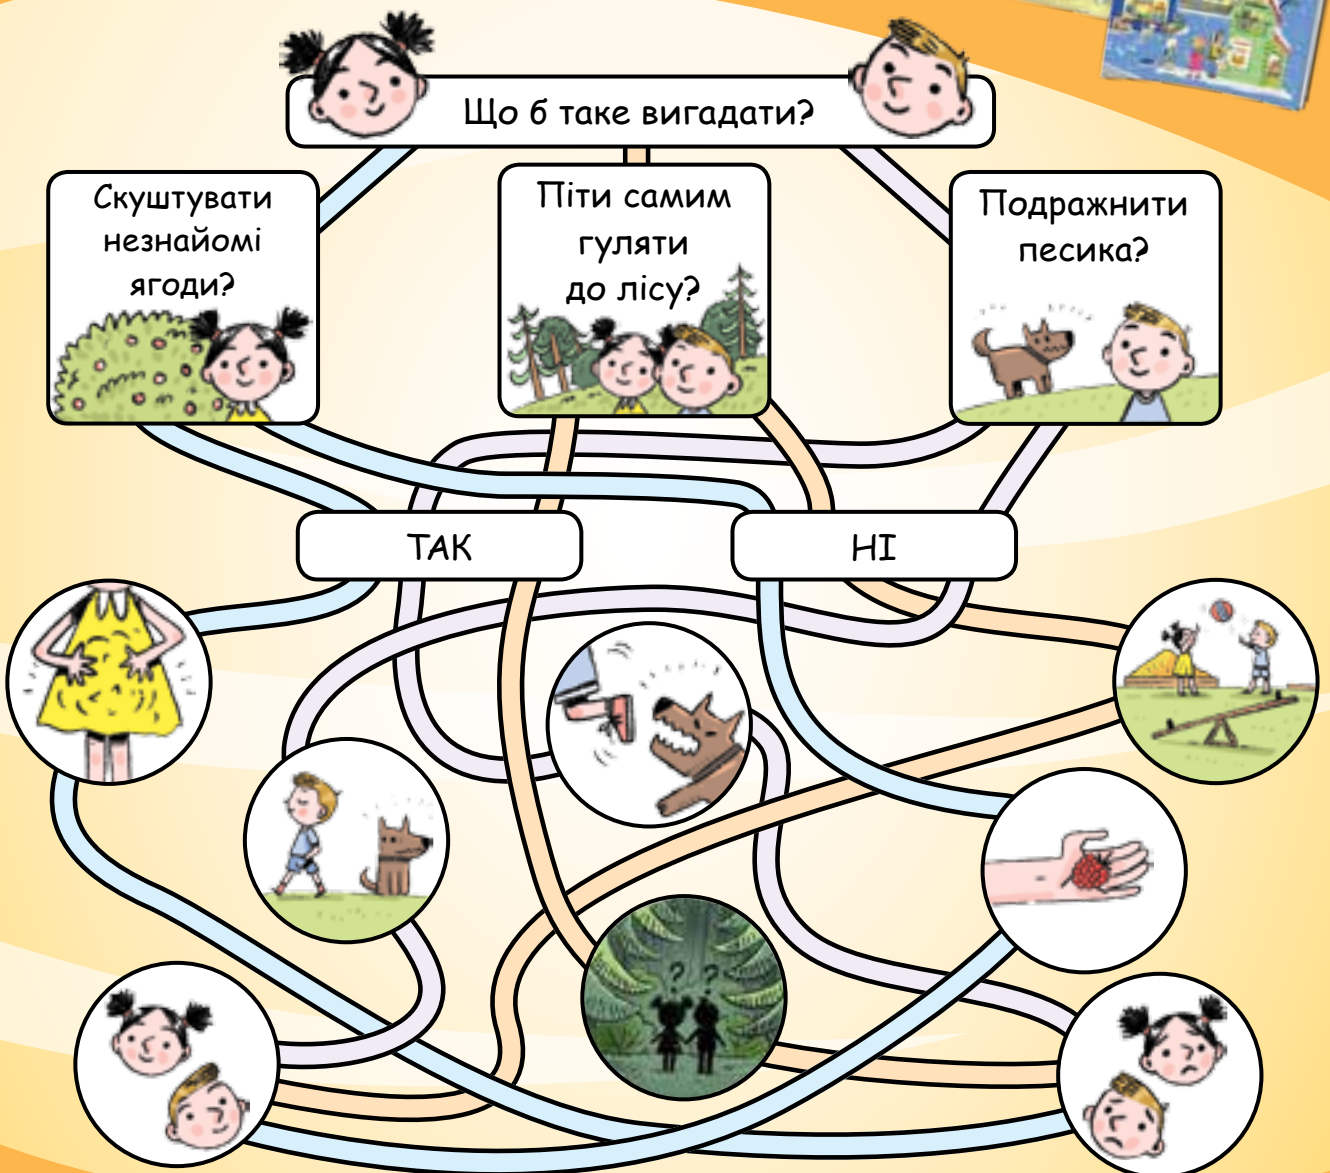 Що б таке вигадати?
Скуштувати
незнайомі
ягоди?
Піти самим
гуляти
до лісу?
Подражнити
песика?
ТАК
НІ
? ?